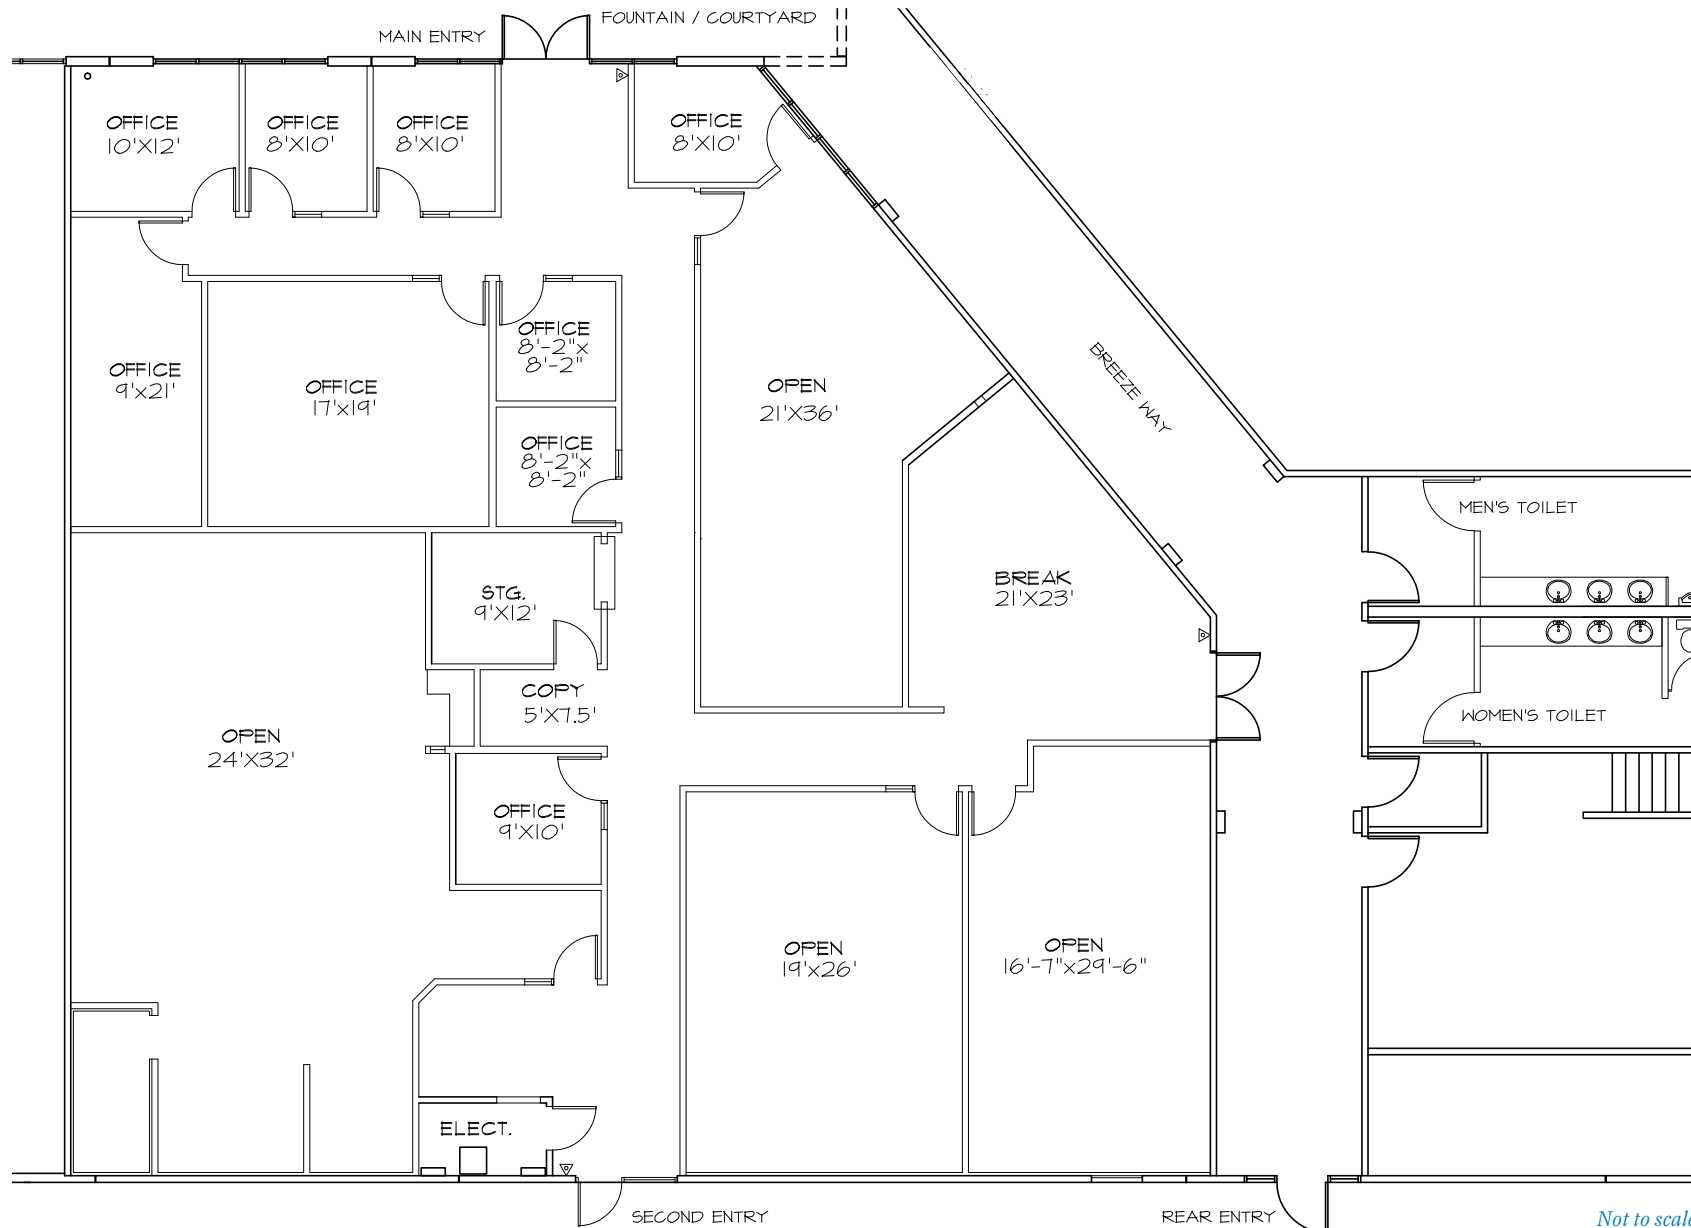 FOUNTAIN / COURTYARD
MAIN ENTRY
OFFICE
10'X12'
OFFICE
8'X10'
OFFICE
8'X10'
OFFICE
8'X10'
OFFICE
9'x21'
OFFICE
17'x19'
OFFICE
8'-2"x
8'-2"
OFFICE
8'-2"x
8'-2"
OPEN
21'X36'
BREEZE WAY
MEN'S TOILET
STG.
9'X12'
BREAK
21'X23'
COPY
5'X7.5'
WOMEN'S TOILET
OPEN
24'X32'
OFFICE
9'X10'
OPEN
19'x26'
OPEN
16'-7"x29'-6"
ELECT.
SECOND ENTRY
REAR ENTRY
Not to scale